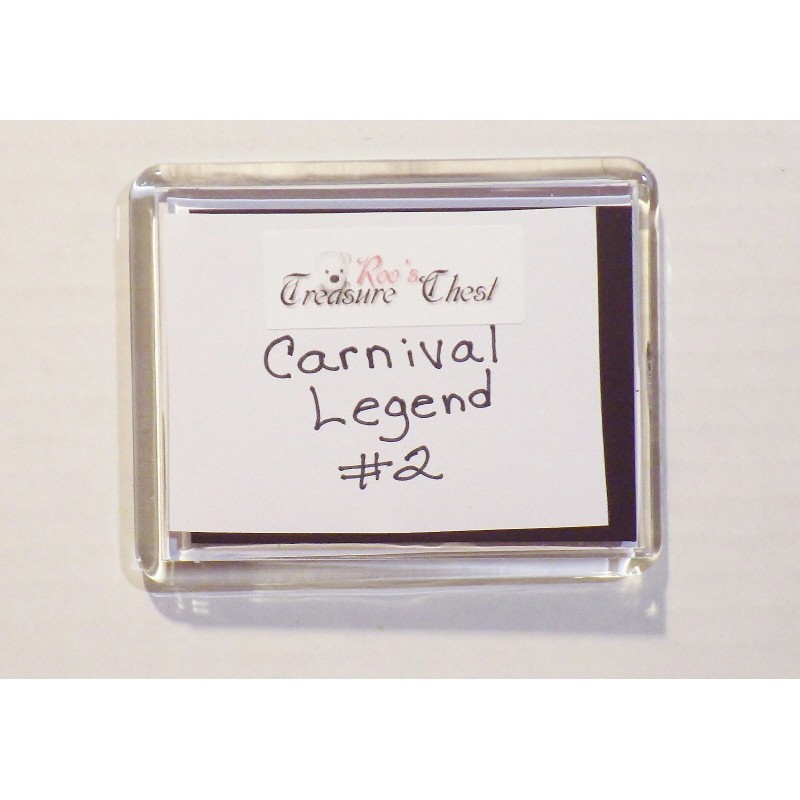 Roo's
Treasure Chest
Carnival
Legend
#2